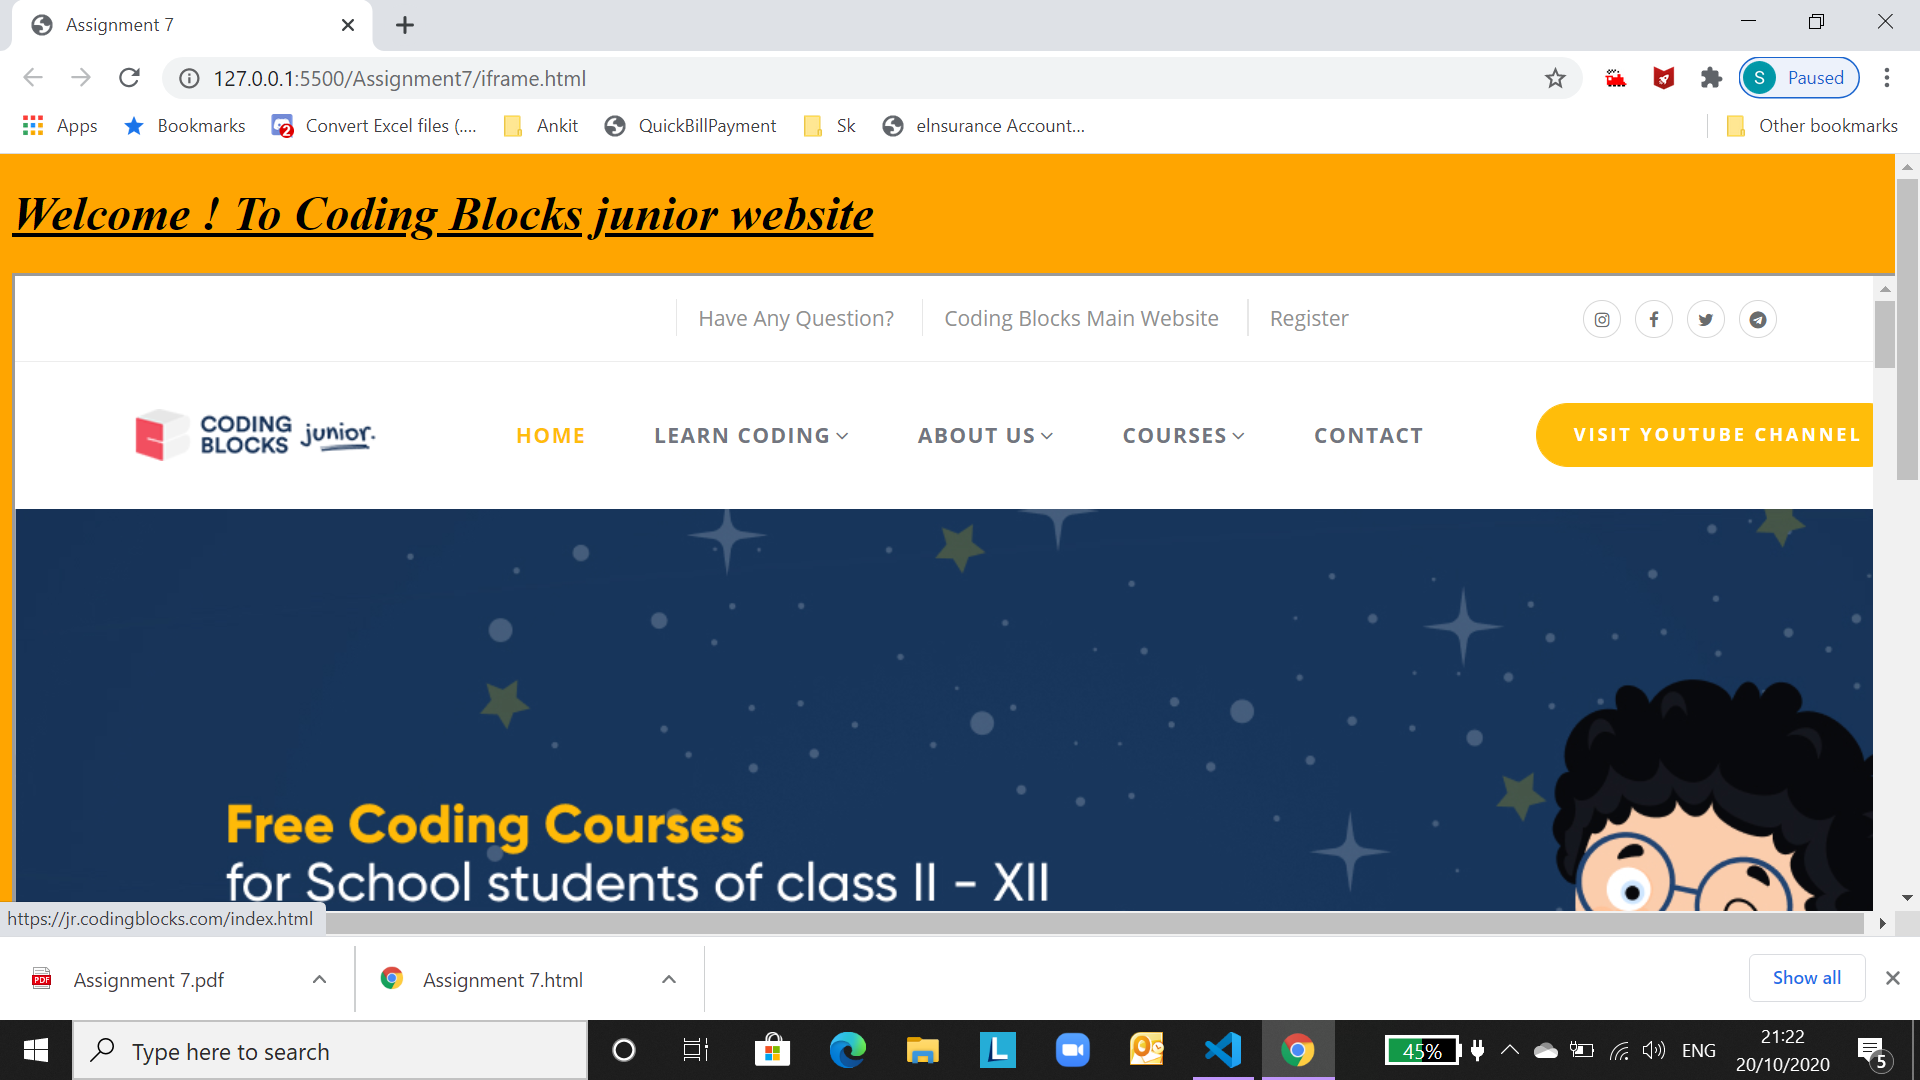 Assignment 7
127.0.0.1:5500/Assignment7/iframe.html
S Paused
Apps Bookmarks 2 Convert Excel files (.... Ankit QuickBillPayment Sk eInsurance Account... Other bookmarks
Welcome ! To Coding Blocks junior website
Have Any Question? Coding Blocks Main Website Register
CODING BLOCKS junior. HOME LEARN CODING ABOUT US COURSES CONTACT VISIT YOUTUBE CHANNEL
Free Coding Courses
for School students of class II - XII
https://jr.codingblocks.com/index.html
PDF Assignment 7.pdf Assignment 7.html Show all
Type here to search L 45% ENG 21:22
20/10/2020 5